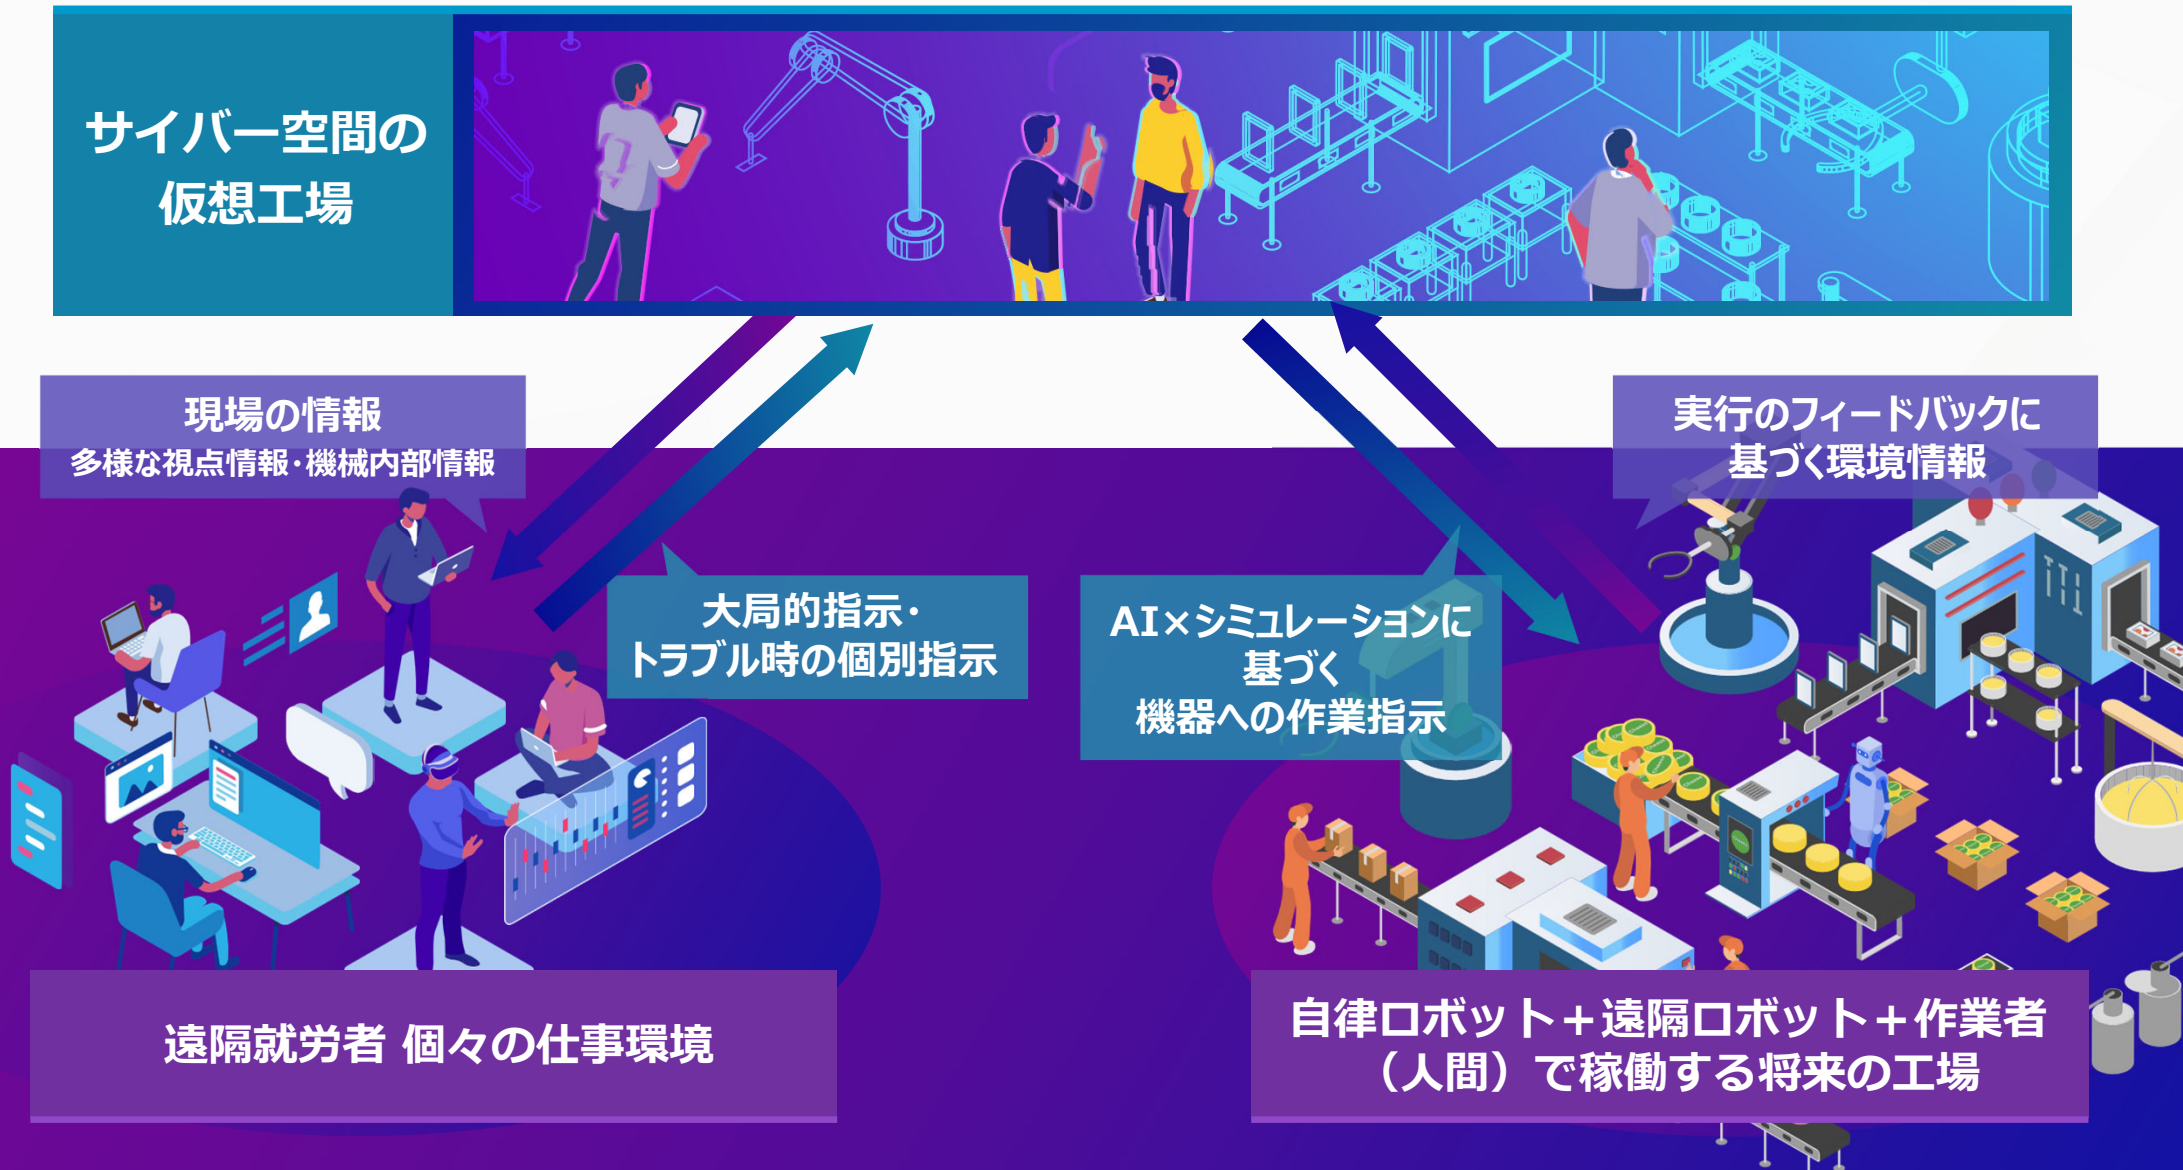 サイバー空間の
仮想工場
現場の情報
多様な視点情報・機械内部情報
実行のフィードバックに
基づく環境情報
大局的指示・
トラブル時の個別指示
AI×シミュレーションに
基づく
機器への作業指示
遠隔就労者 個々の仕事環境
自律ロボット＋遠隔ロボット＋作業者
（人間）で稼働する将来の工場